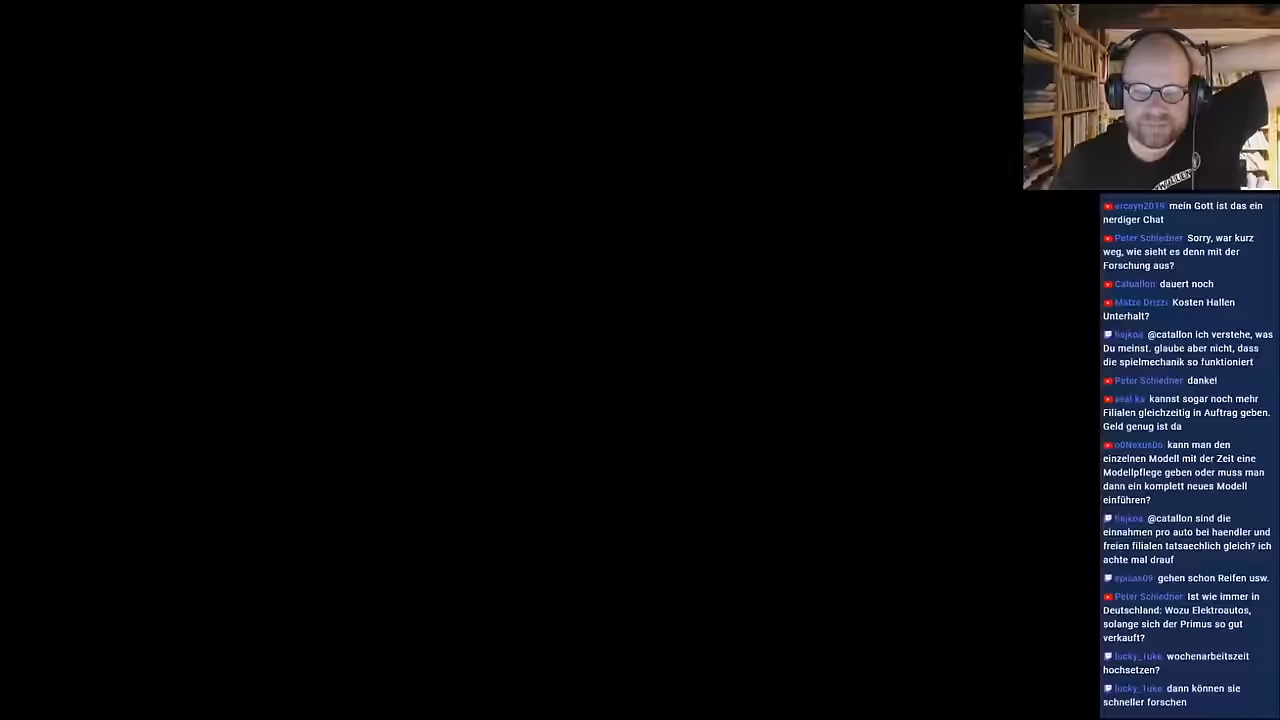 arcayn2019 mein Gott ist das ein
nerdiger Chat
Peter Schiedner Sorry, war kurz
weg, wie sieht es denn mit der
Forschung aus?
Catuallon dauert noch
Matze Drizzt Kosten Hallen
Unterhalt?
@catallon ich verstehe, was
Du meinst. glaube aber nicht, dass
die spielmechanik so funktioniert
Peter Schiedner danke!
kannst sogar noch mehr
Filialen gleichzeitig in Auftrag geben.
Geld genug ist da
o0Nexus0o kann man den
einzelnen Modell mit der Zeit eine
Modellpflege geben oder muss man
dann ein komplett neues Modell
einführen?
@catallon sind die
einnahmen pro auto bei haendler und
freien filialen tatsaechlich gleich? ich
achte mal drauf
gehen schon Reifen usw.
Peter Schiedner Ist wie immer in
Deutschland: Wozu Elektroautos,
solange sich der Primus so gut
verkauft?
lucky_1uke wochenarbeitszeit
hochsetzen?
lucky_1uke dann können sie
schneller forschen